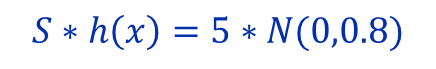 S ∗ h(x) = 5 ∗ N(0,0.8)